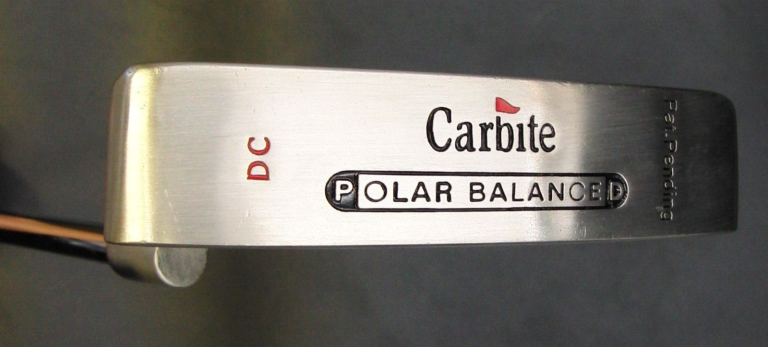 DC
Carbite
POLAR BALANCED
Pat.Pending